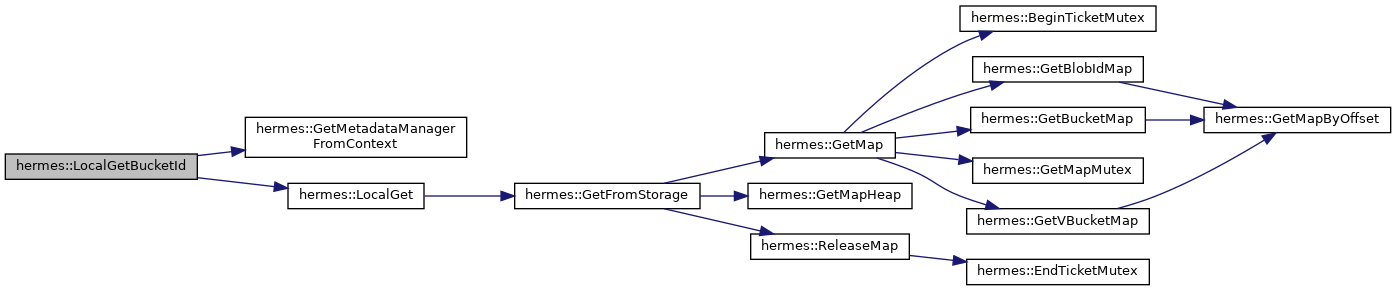 hermes::LocalGetBucketId
hermes::GetMetadataManager
FromContext
hermes::LocalGet
hermes::GetFromStorage
hermes::GetMap
hermes::GetMapHeap
hermes::ReleaseMap
hermes::BeginTicketMutex
hermes::GetBlobIdMap
hermes::GetBucketMap
hermes::GetMapMutex
hermes::GetVBucketMap
hermes::EndTicketMutex
hermes::GetMapByOffset